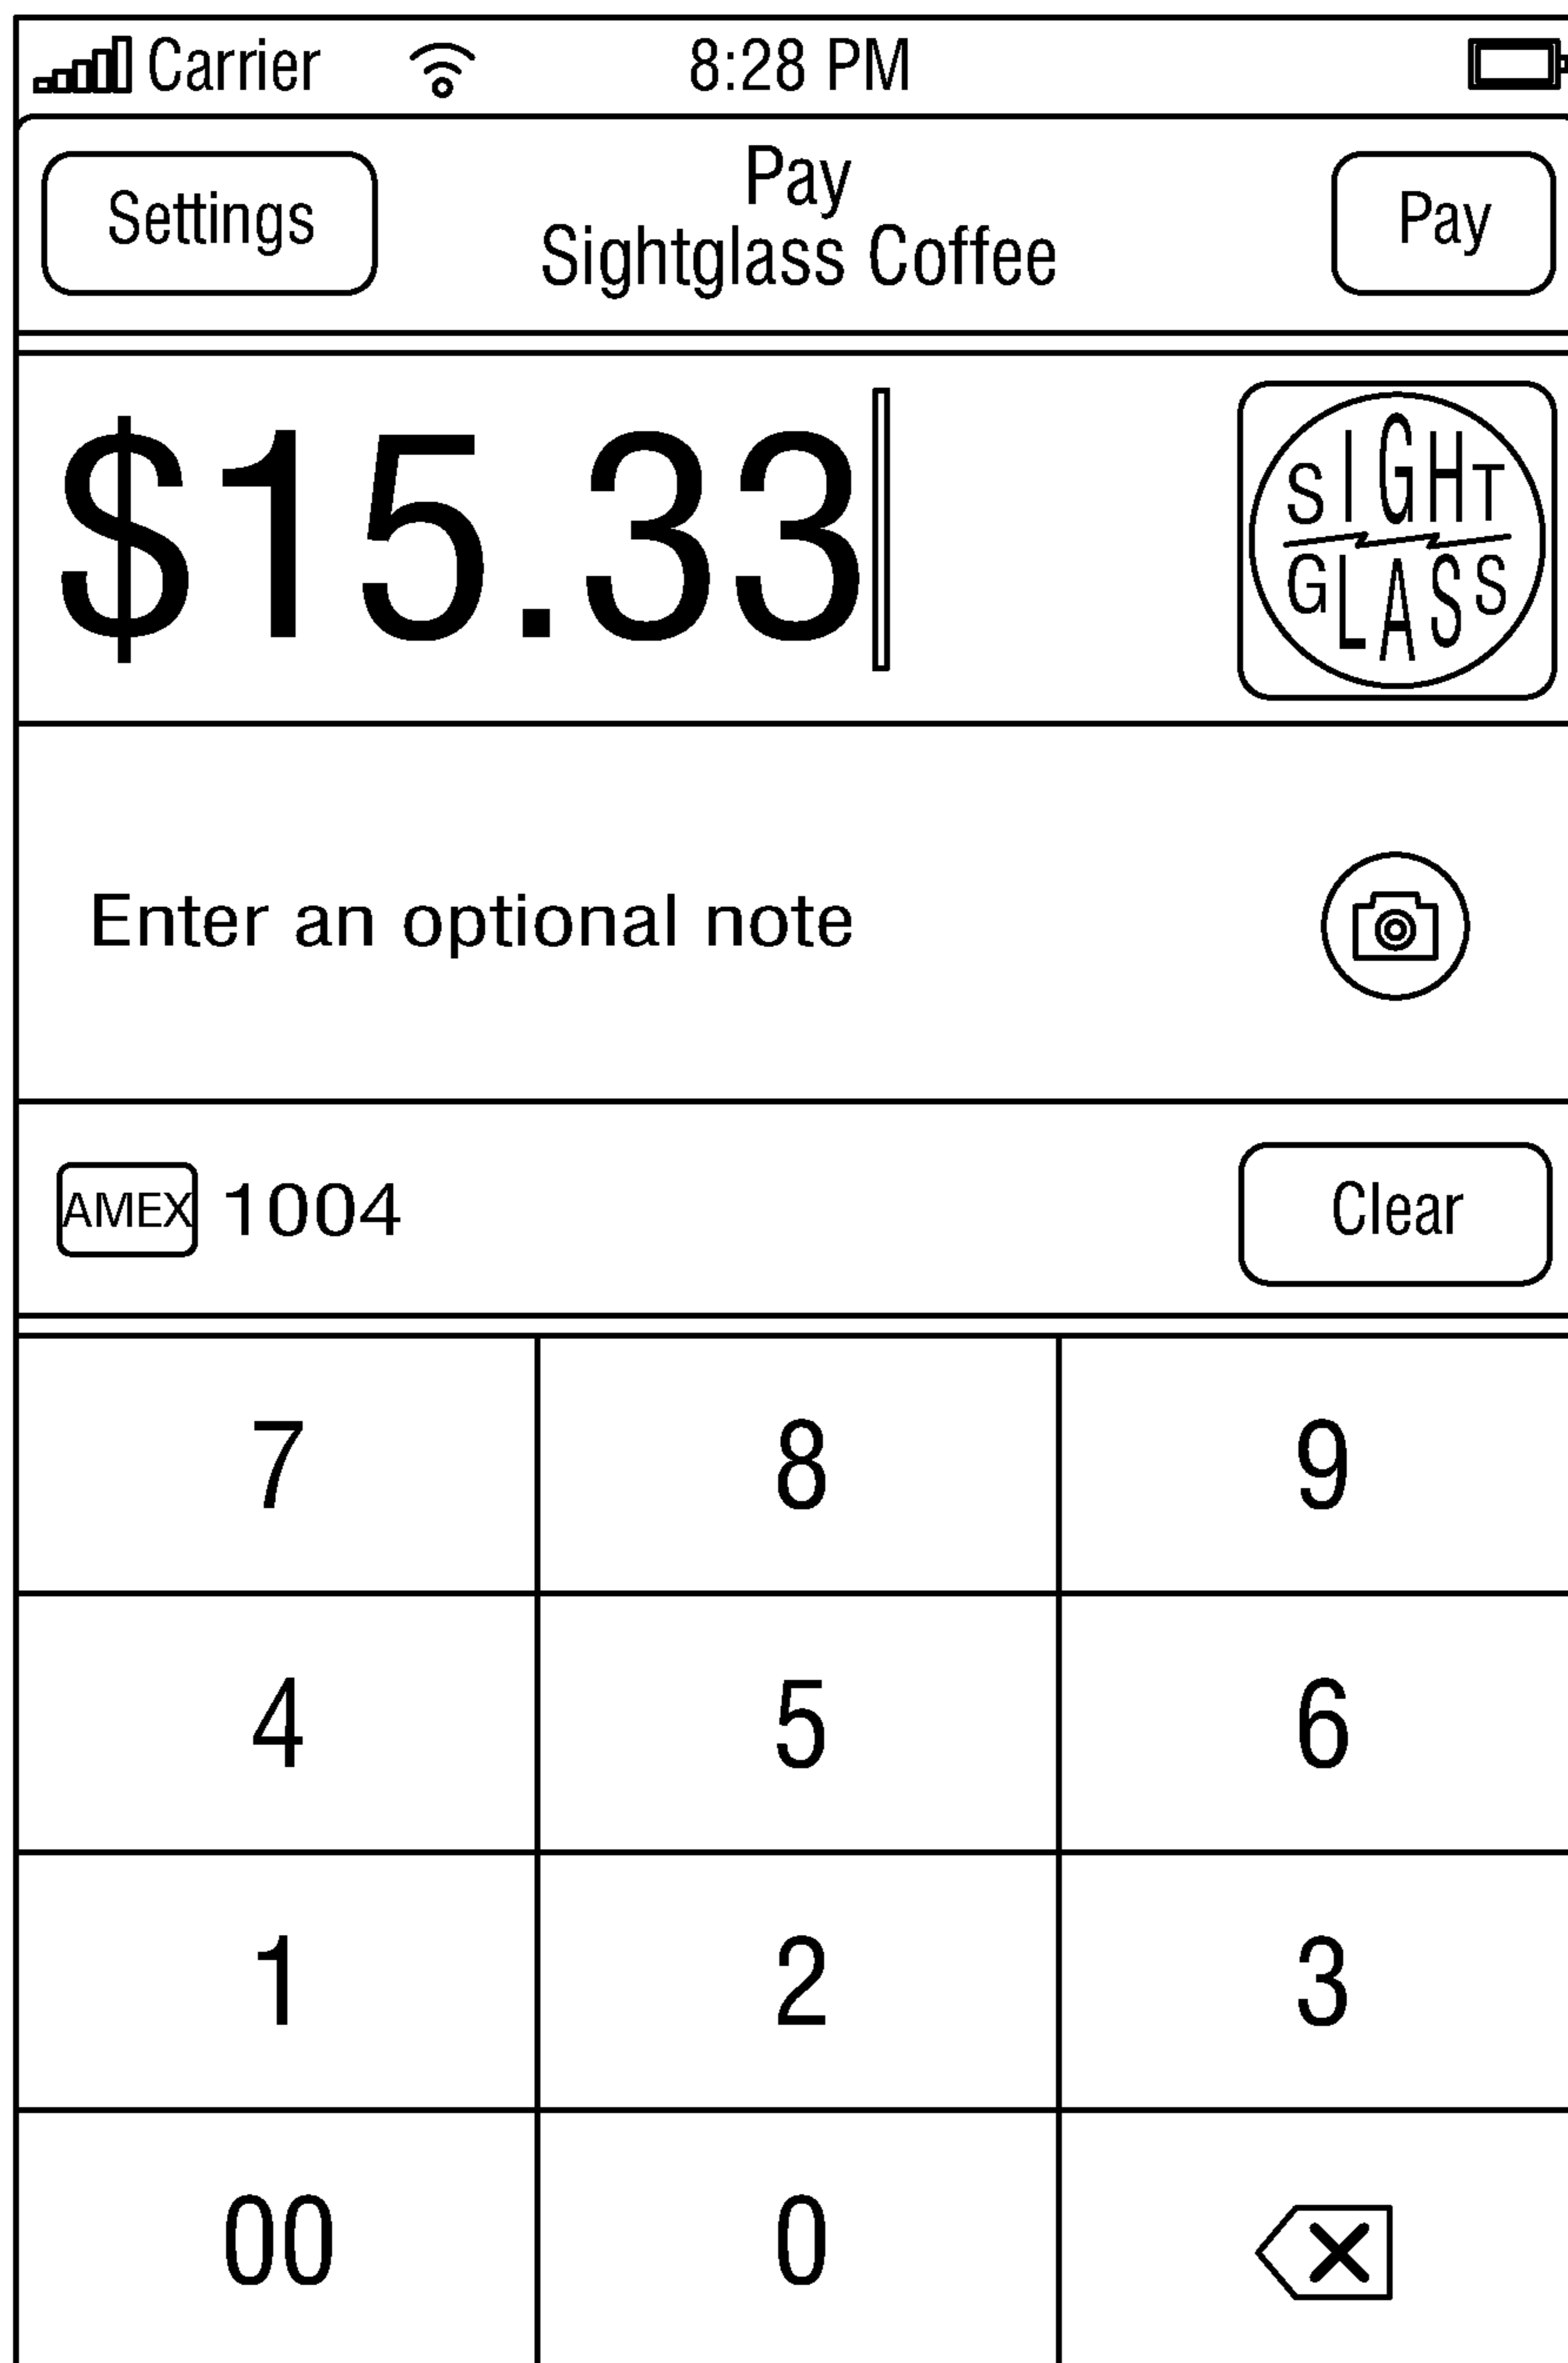 Carrier 8:28 PM
Settings
Pay
Sightglass Coffee
Pay
$15.33
SIGHT
GLASS
Enter an optional note
AMEX 1004
Clear
7 8 9
4 5 6
1 2 3
00 0